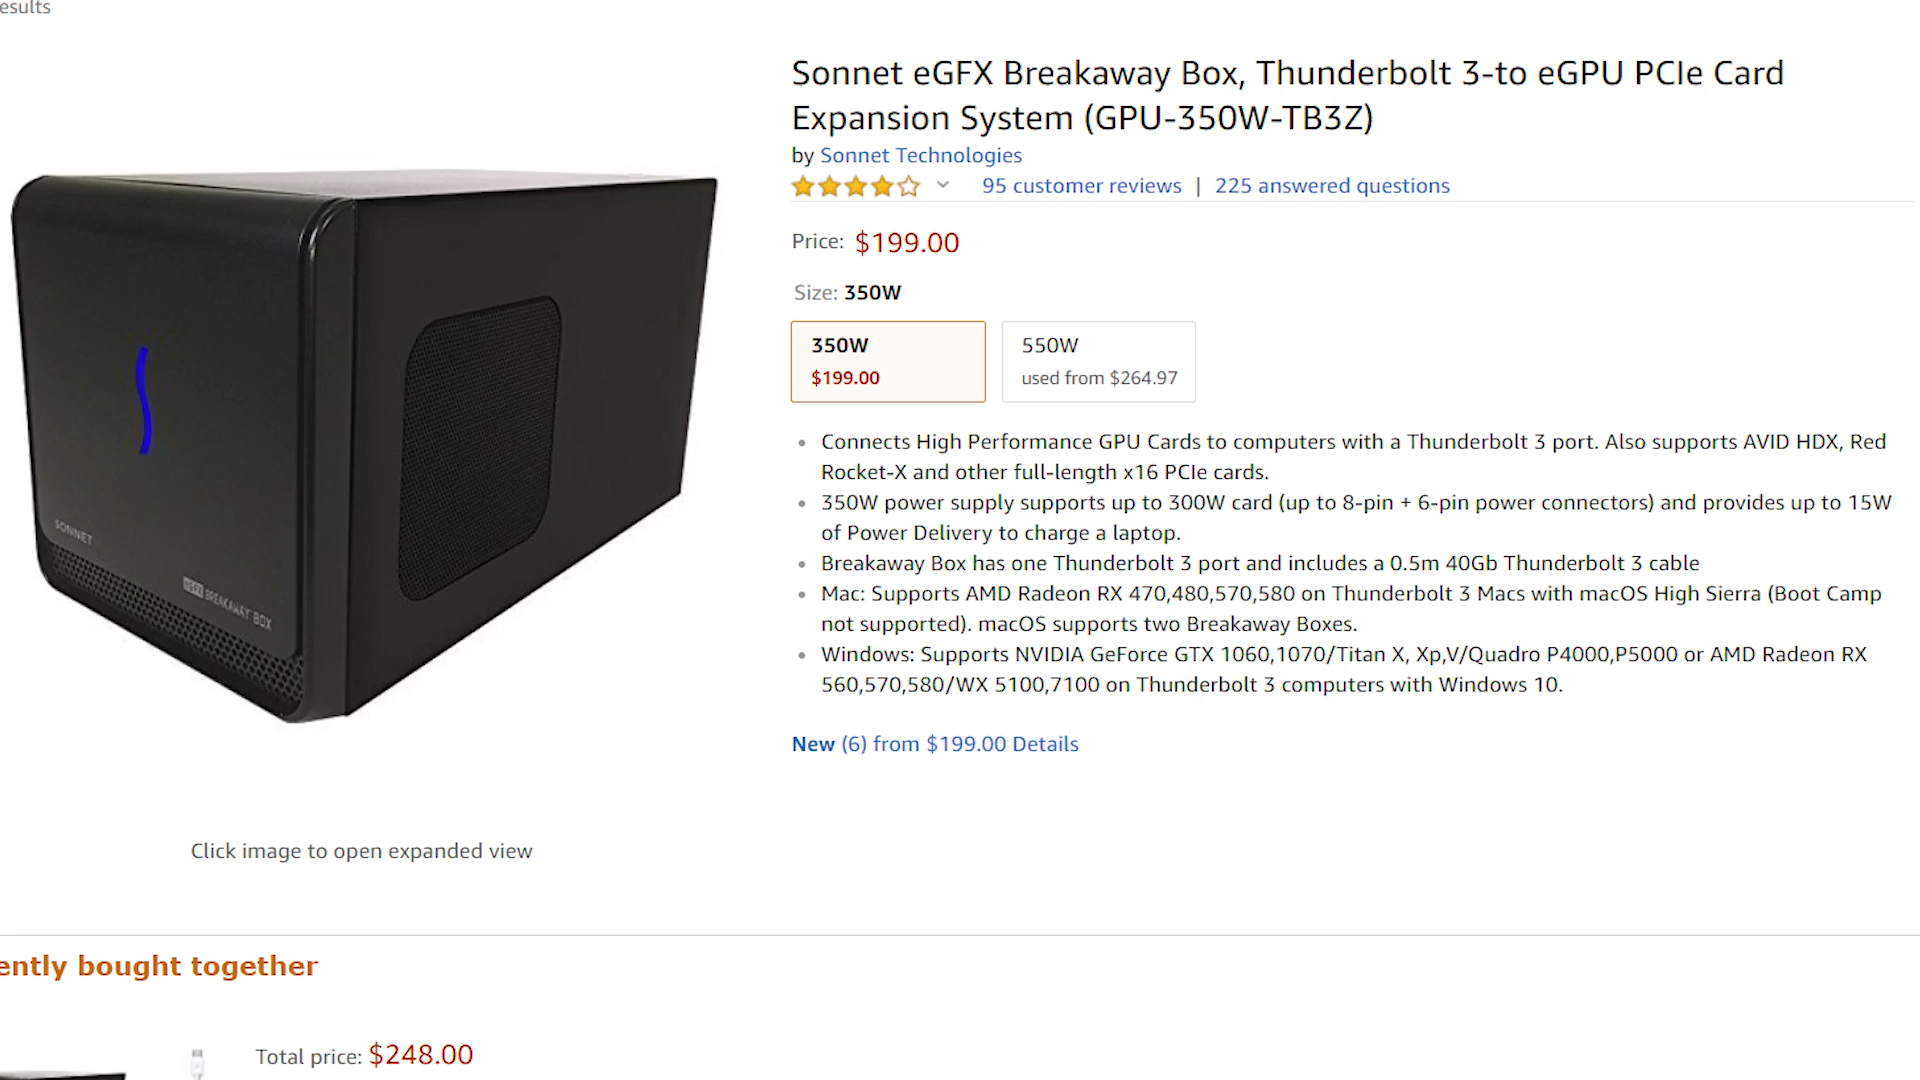 esults
Sonnet eGFX Breakaway Box, Thunderbolt 3-to eGPU PCIe Card
Expansion System (GPU-350W-TB3Z)
by Sonnet Technologies
95 customer reviews | 225 answered questions
Price: $199.00
Size: 350W
350W
$199.00
550W
used from $264.97
Connects High Performance GPU Cards to computers with a Thunderbolt 3 port. Also supports AVID HDX, Red
Rocket-X and other full-length x16 PCIe cards.
350W power supply supports up to 300W card (up to 8-pin + 6-pin power connectors) and provides up to 15W
of Power Delivery to charge a laptop.
Breakaway Box has one Thunderbolt 3 port and includes a 0.5m 40Gb Thunderbolt 3 cable
Mac: Supports AMD Radeon RX 470,480,570,580 on Thunderbolt 3 Macs with macOS High Sierra (Boot Camp
not supported). macOS supports two Breakaway Boxes.
Windows: Supports NVIDIA GeForce GTX 1060,1070/Titan X, Xp,V/Quadro P4000,P5000 or AMD Radeon RX
560,570,580/WX 5100,7100 on Thunderbolt 3 computers with Windows 10.
New (6) from $199.00 Details
SONNET
eGFX BREAKAWAY BOX
Click image to open expanded view
ently bought together
Total price: $248.00